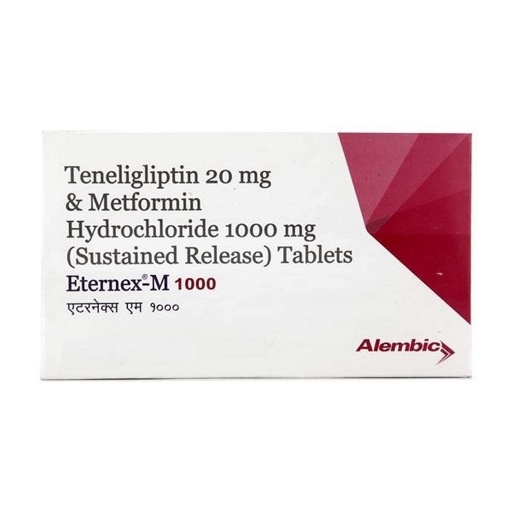 Teneligliptin 20 mg
& Metformin
Hydrochloride 1000 mg
(Sustained Release) Tablets
Eternex®-M 1000
एटरनेक्स एम १०००
Alembic